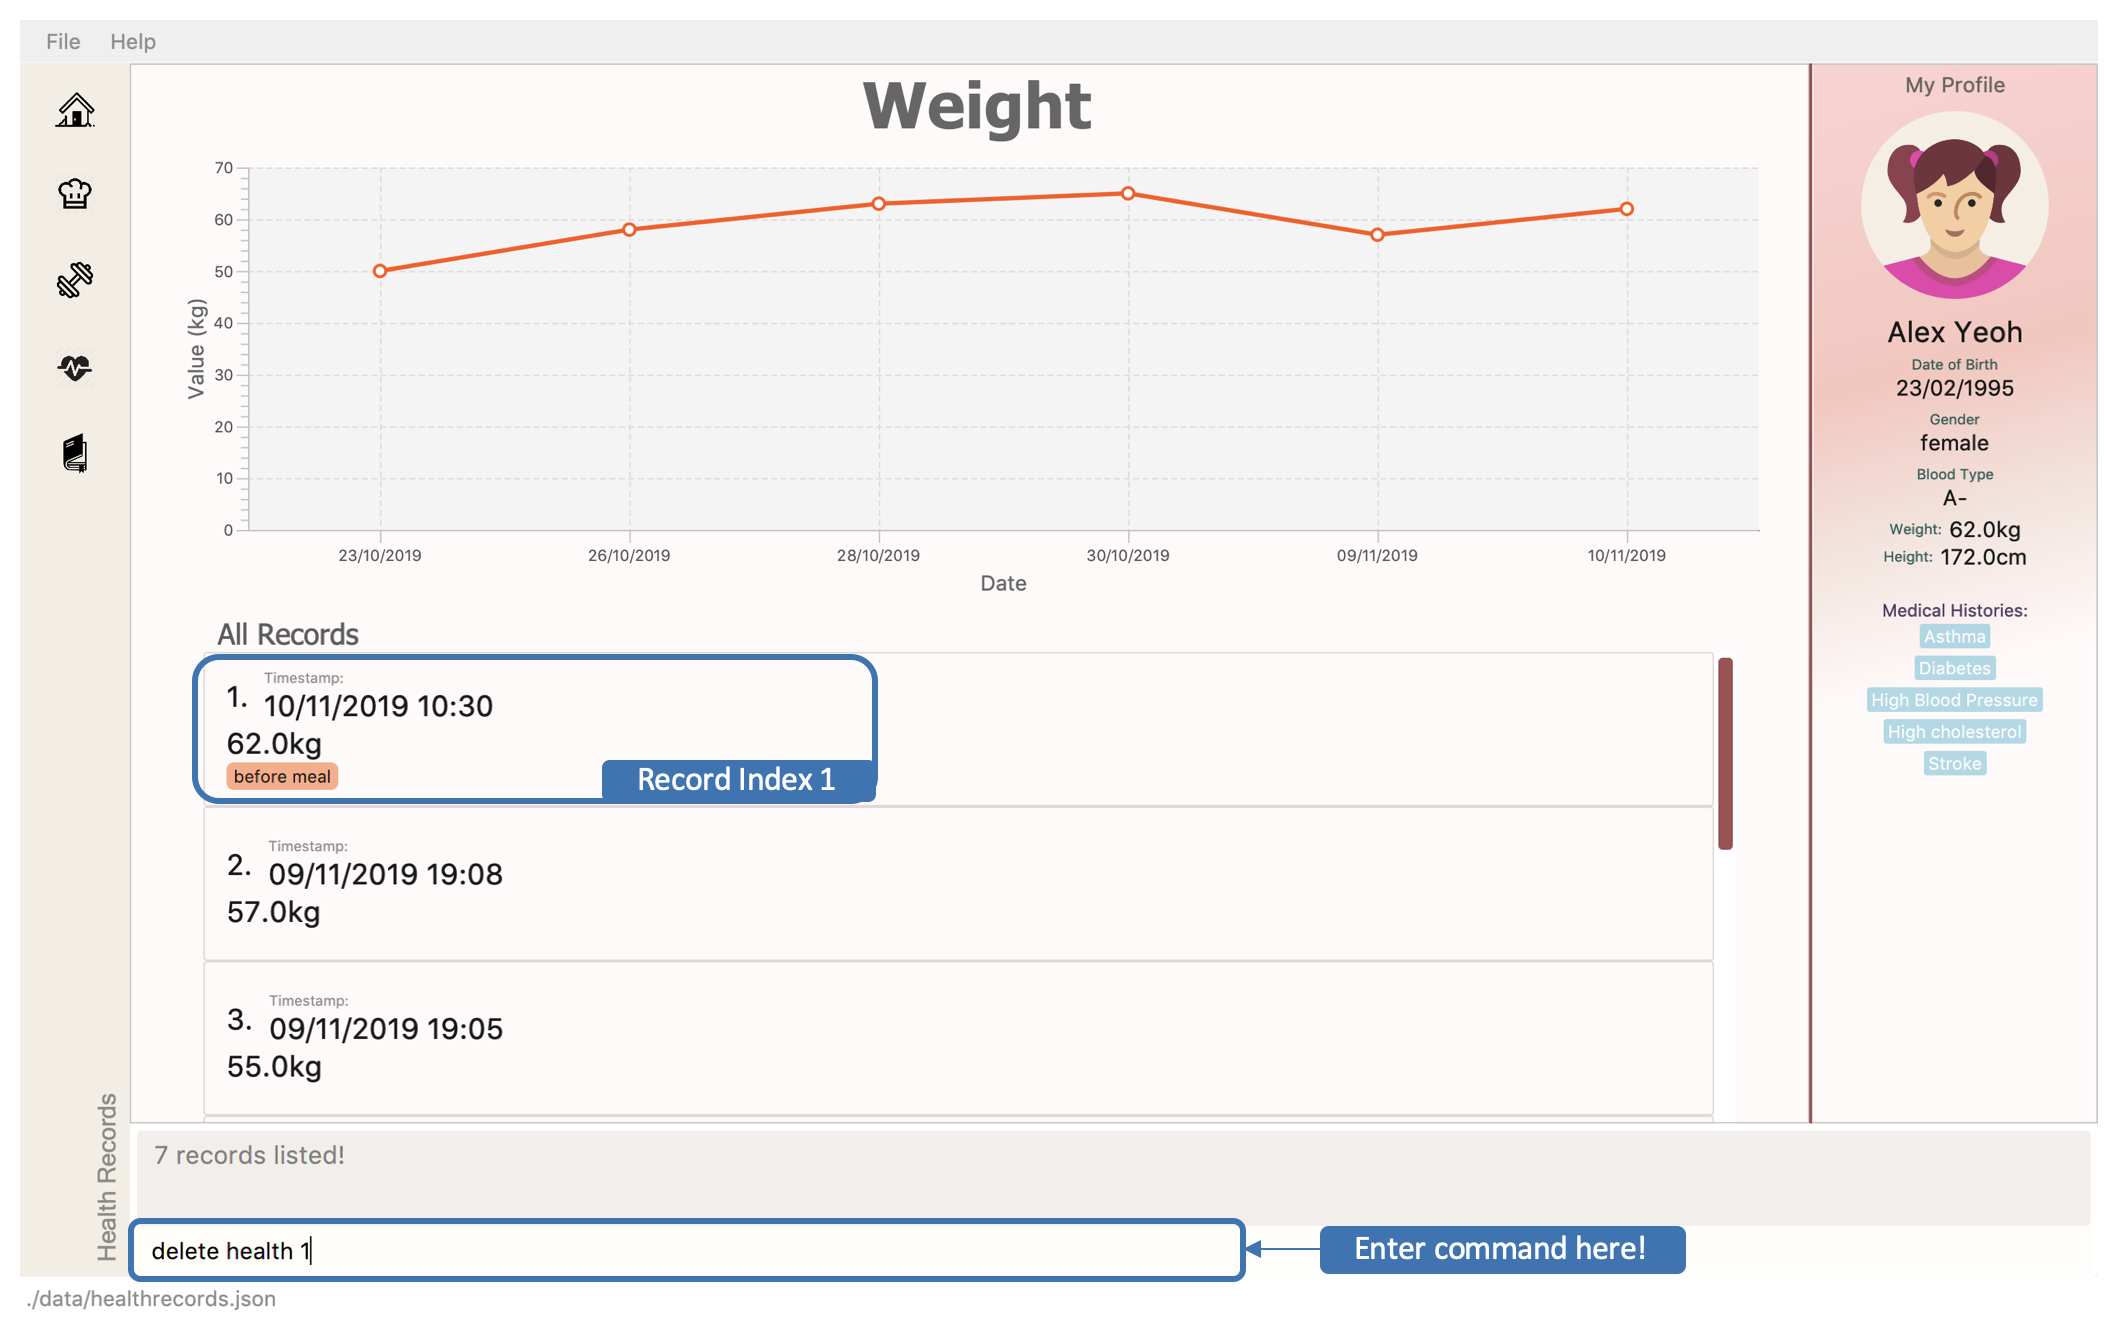 File Help
Weight
70
60
50
40
30
20
10
0
Value (kg)
23/10/2019 26/10/2019 28/10/2019 30/10/2019 09/11/2019 10/11/2019
Date
All Records
Timestamp:
1. 10/11/2019 10:30
62.0kg
before meal
Record Index 1
Timestamp:
2. 09/11/2019 19:08
57.0kg
Timestamp:
3. 09/11/2019 19:05
55.0kg
My Profile
Alex Yeoh
Date of Birth
23/02/1995
Gender
female
Blood Type
A-
Weight: 62.0kg
Height: 172.0cm
Medical Histories:
Asthma
Diabetes
High Blood Pressure
High cholesterol
Stroke
Health Records
7 records listed!
delete health 1
Enter command here!
./data/healthrecords.json